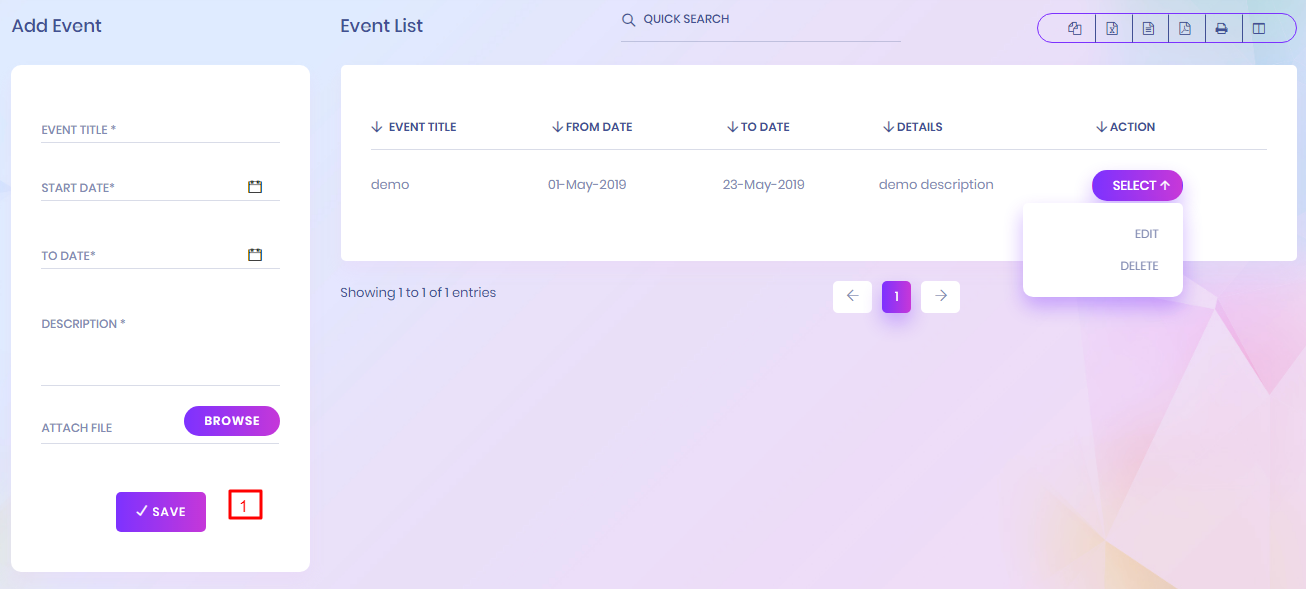 Add Event
EVENT TITLE *
START DATE*
TO DATE*
DESCRIPTION *
ATTACH FILE
BROWSE
SAVE
1
Event List
QUICK SEARCH
EVENT TITLE FROM DATE TO DATE DETAILS ACTION
demo 01-May-2019 23-May-2019 demo description SELECT
EDIT
DELETE
Showing 1 to 1 of 1 entries
1